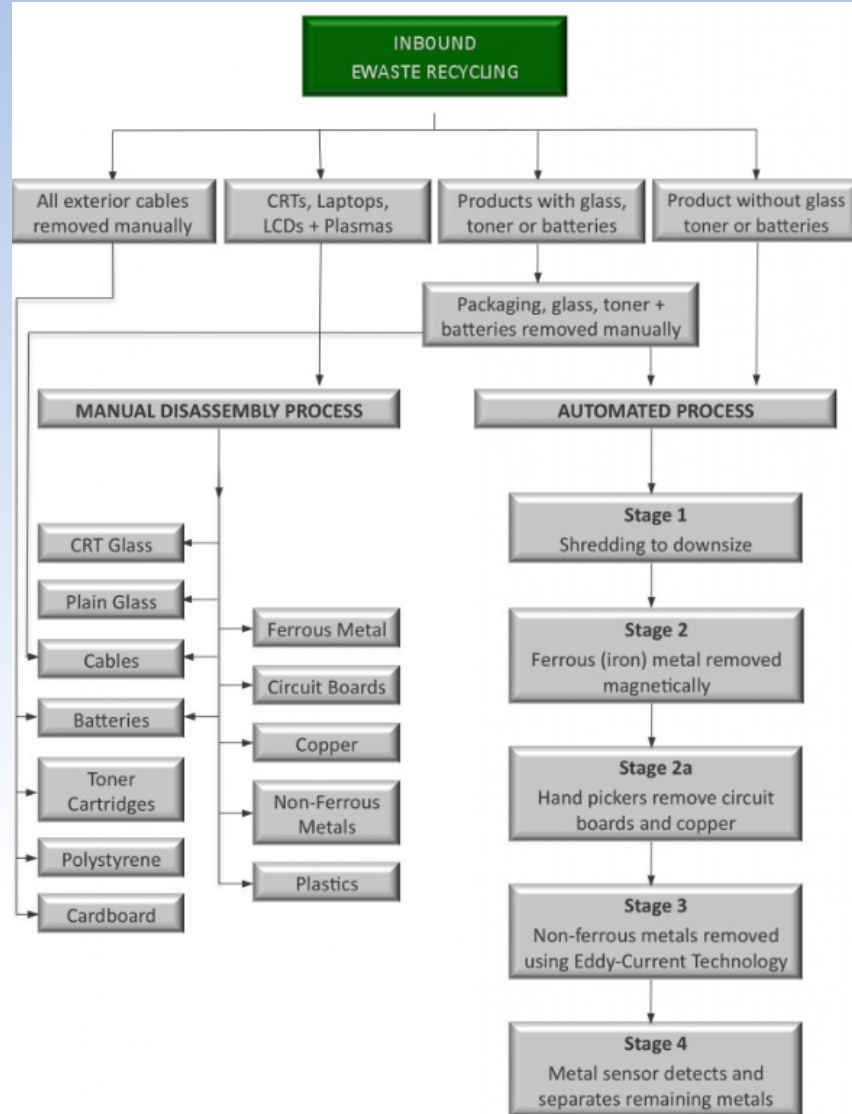 INBOUND
EWASTE RECYCLING
All exterior cables
removed manually
CRTs, Laptops,
LCDs + Plasmas
Products with glass,
toner or batteries
Product without glass
toner or batteries
Packaging, glass, toner +
batteries removed manually
MANUAL DISASSEMBLY PROCESS
AUTOMATED PROCESS
CRT Glass
Plain Glass
Cables
Batteries
Toner
Cartridges
Polystyrene
Cardboard
Ferrous Metal
Circuit Boards
Copper
Non-Ferrous
Metals
Plastics
Stage 1
Shredding to downsize
Stage 2
Ferrous (iron) metal removed
magnetically
Stage 2a
Hand pickers remove circuit
boards and copper
Stage 3
Non-ferrous metals removed
using Eddy-Current Technology
Stage 4
Metal sensor detects and
separates remaining metals